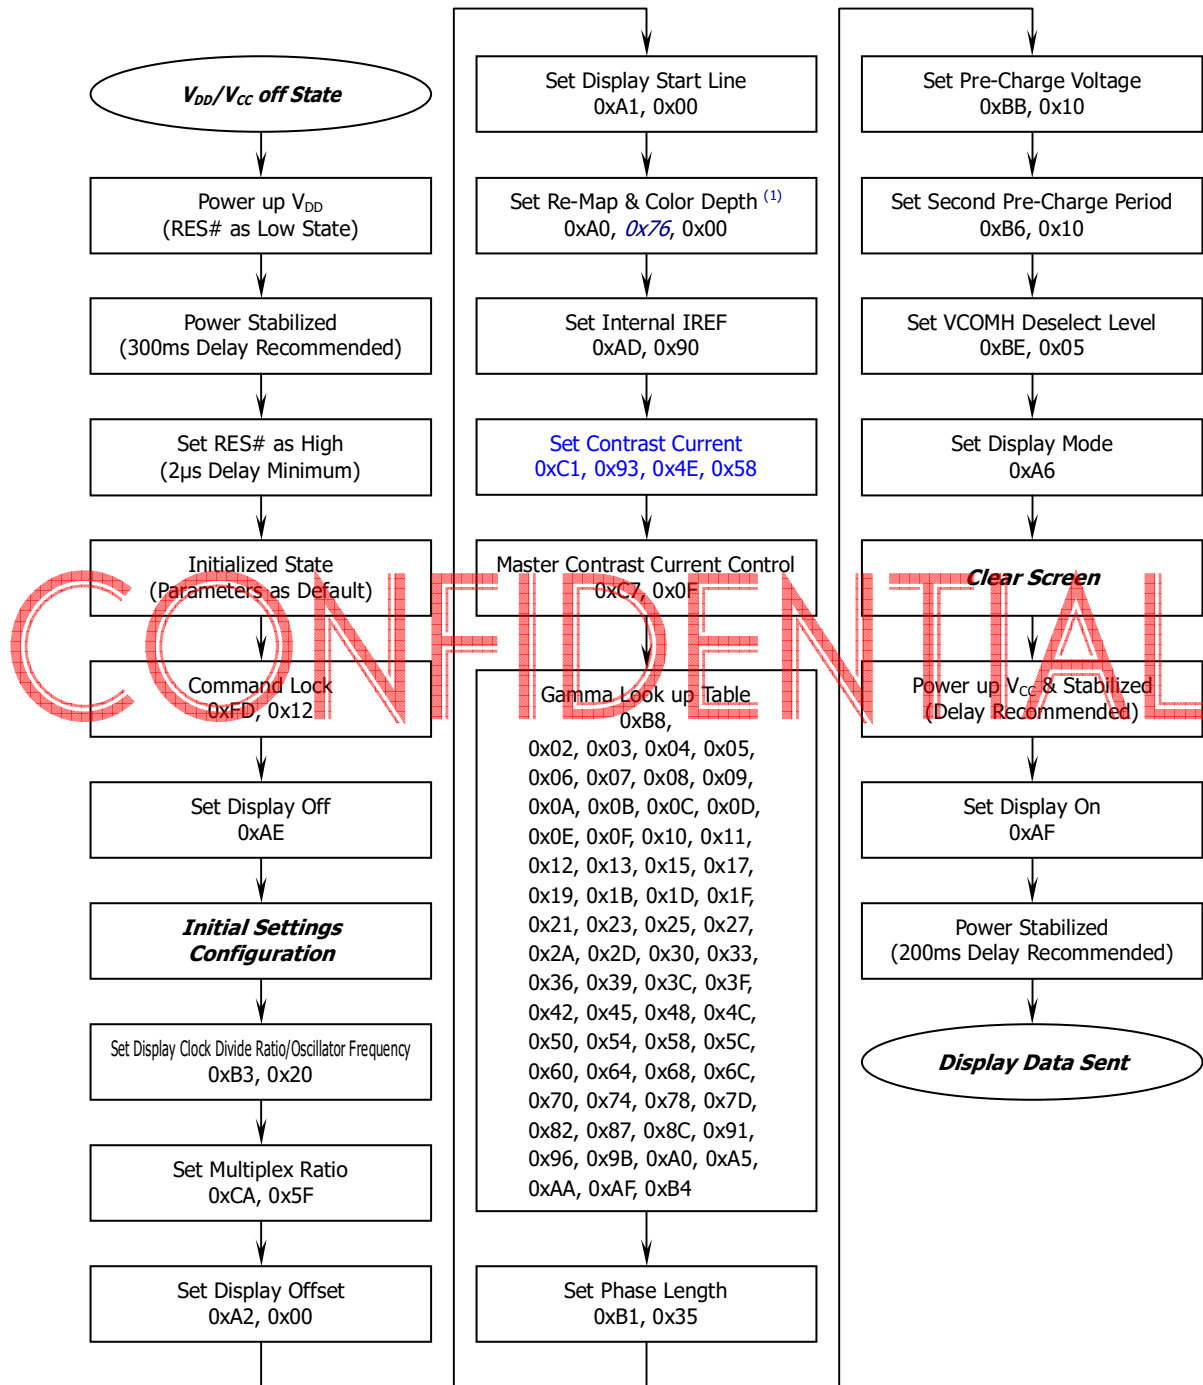 V_DD/V_CC off State
Power up V_DD
(RES# as Low State)
Power Stabilized
(300ms Delay Recommended)
Set RES# as High
(2µs Delay Minimum)
Initialized State
(Parameters as Default)
Command Lock
0xFD, 0x12
Set Display Off
0xAE
Initial Settings
Configuration
Set Display Clock Divide Ratio/Oscillator Frequency
0xB3, 0x20
Set Multiplex Ratio
0xCA, 0x5F
Set Display Offset
0xA2, 0x00
Set Display Start Line
0xA1, 0x00
Set Re-Map & Color Depth (1)
0xA0, 0x76, 0x00
Set Internal IREF
0xAD, 0x90
Set Contrast Current
0xC1, 0x93, 0x4E, 0x58
Master Contrast Current Control
0xC7, 0x0F
Gamma Look up Table
0xB8,
0x02, 0x03, 0x04, 0x05,
0x06, 0x07, 0x08, 0x09,
0x0A, 0x0B, 0x0C, 0x0D,
0x0E, 0x0F, 0x10, 0x11,
0x12, 0x13, 0x15, 0x17,
0x19, 0x1B, 0x1D, 0x1F,
0x21, 0x23, 0x25, 0x27,
0x2A, 0x2D, 0x30, 0x33,
0x36, 0x39, 0x3C, 0x3F,
0x42, 0x45, 0x48, 0x4C,
0x50, 0x54, 0x58, 0x5C,
0x60, 0x64, 0x68, 0x6C,
0x70, 0x74, 0x78, 0x7D,
0x82, 0x87, 0x8C, 0x91,
0x96, 0x9B, 0xA0, 0xA5,
0xAA, 0xAF, 0xB4
Set Phase Length
0xB1, 0x35
Set Pre-Charge Voltage
0xBB, 0x10
Set Second Pre-Charge Period
0xB6, 0x10
Set VCOMH Deselect Level
0xBE, 0x05
Set Display Mode
0xA6
Clear Screen
Power up V_CC & Stabilized
(Delay Recommended)
Set Display On
0xAF
Power Stabilized
(200ms Delay Recommended)
Display Data Sent
CONFIDENTIAL